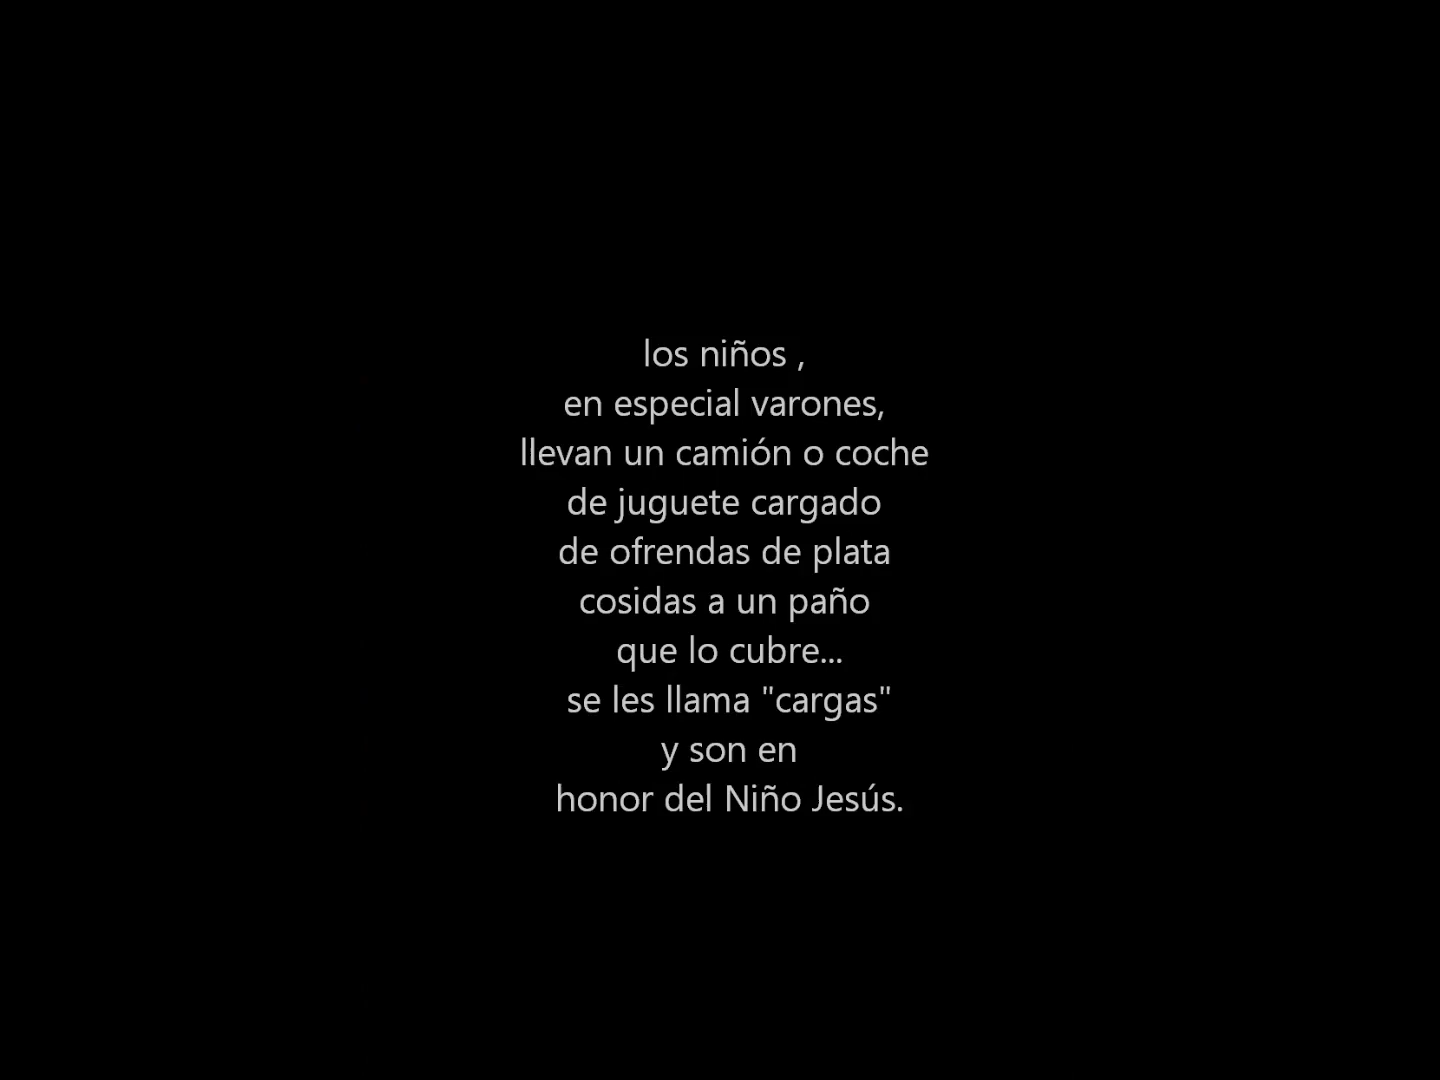 los niños ,
en especial varones,
llevan un camión o coche
de juguete cargado
de ofrendas de plata
cosidas a un paño
que lo cubre...
se les llama "cargas"
y son en
honor del Niño Jesús.